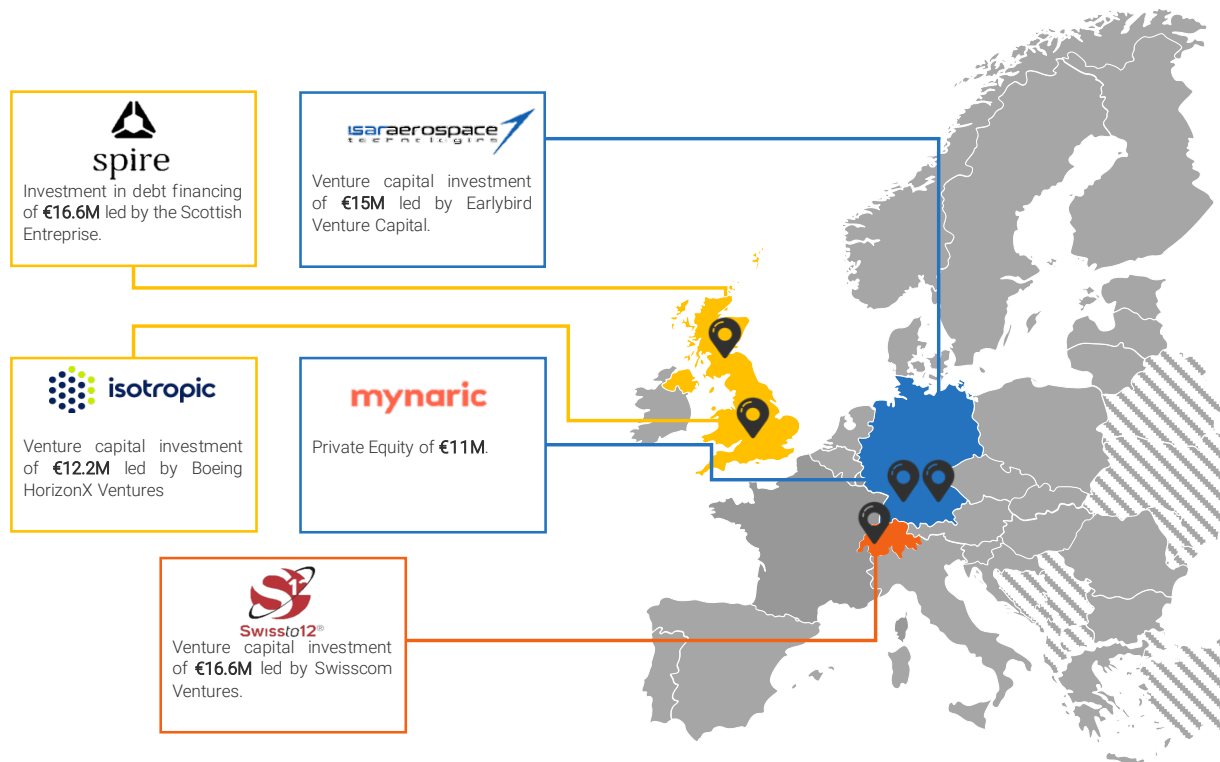 spire
Investment in debt financing
of €16.6M led by the Scottish
Entreprise.
isaraerospace
technologies
Venture capital investment
of €15M led by Earlybird
Venture Capital.
isotropic
Venture capital investment
of €12.2M led by Boeing
HorizonX Ventures
mynaric
Private Equity of €11M.
Swissto12®
Venture capital investment
of €16.6M led by Swisscom
Ventures.